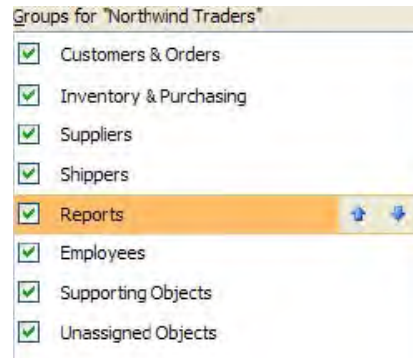 Groups for "Northwind Traders"
Customers & Orders
Inventory & Purchasing
Suppliers
Shippers
Reports
Employees
Supporting Objects
Unassigned Objects